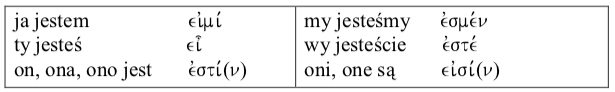 ja jestem εἰμί my jesteśmy ἐσμέν
ty jesteś εἶ wy jesteście ἐστέ
on, ona, ono jest ἐστί(ν) oni, one są εἰσί(ν)